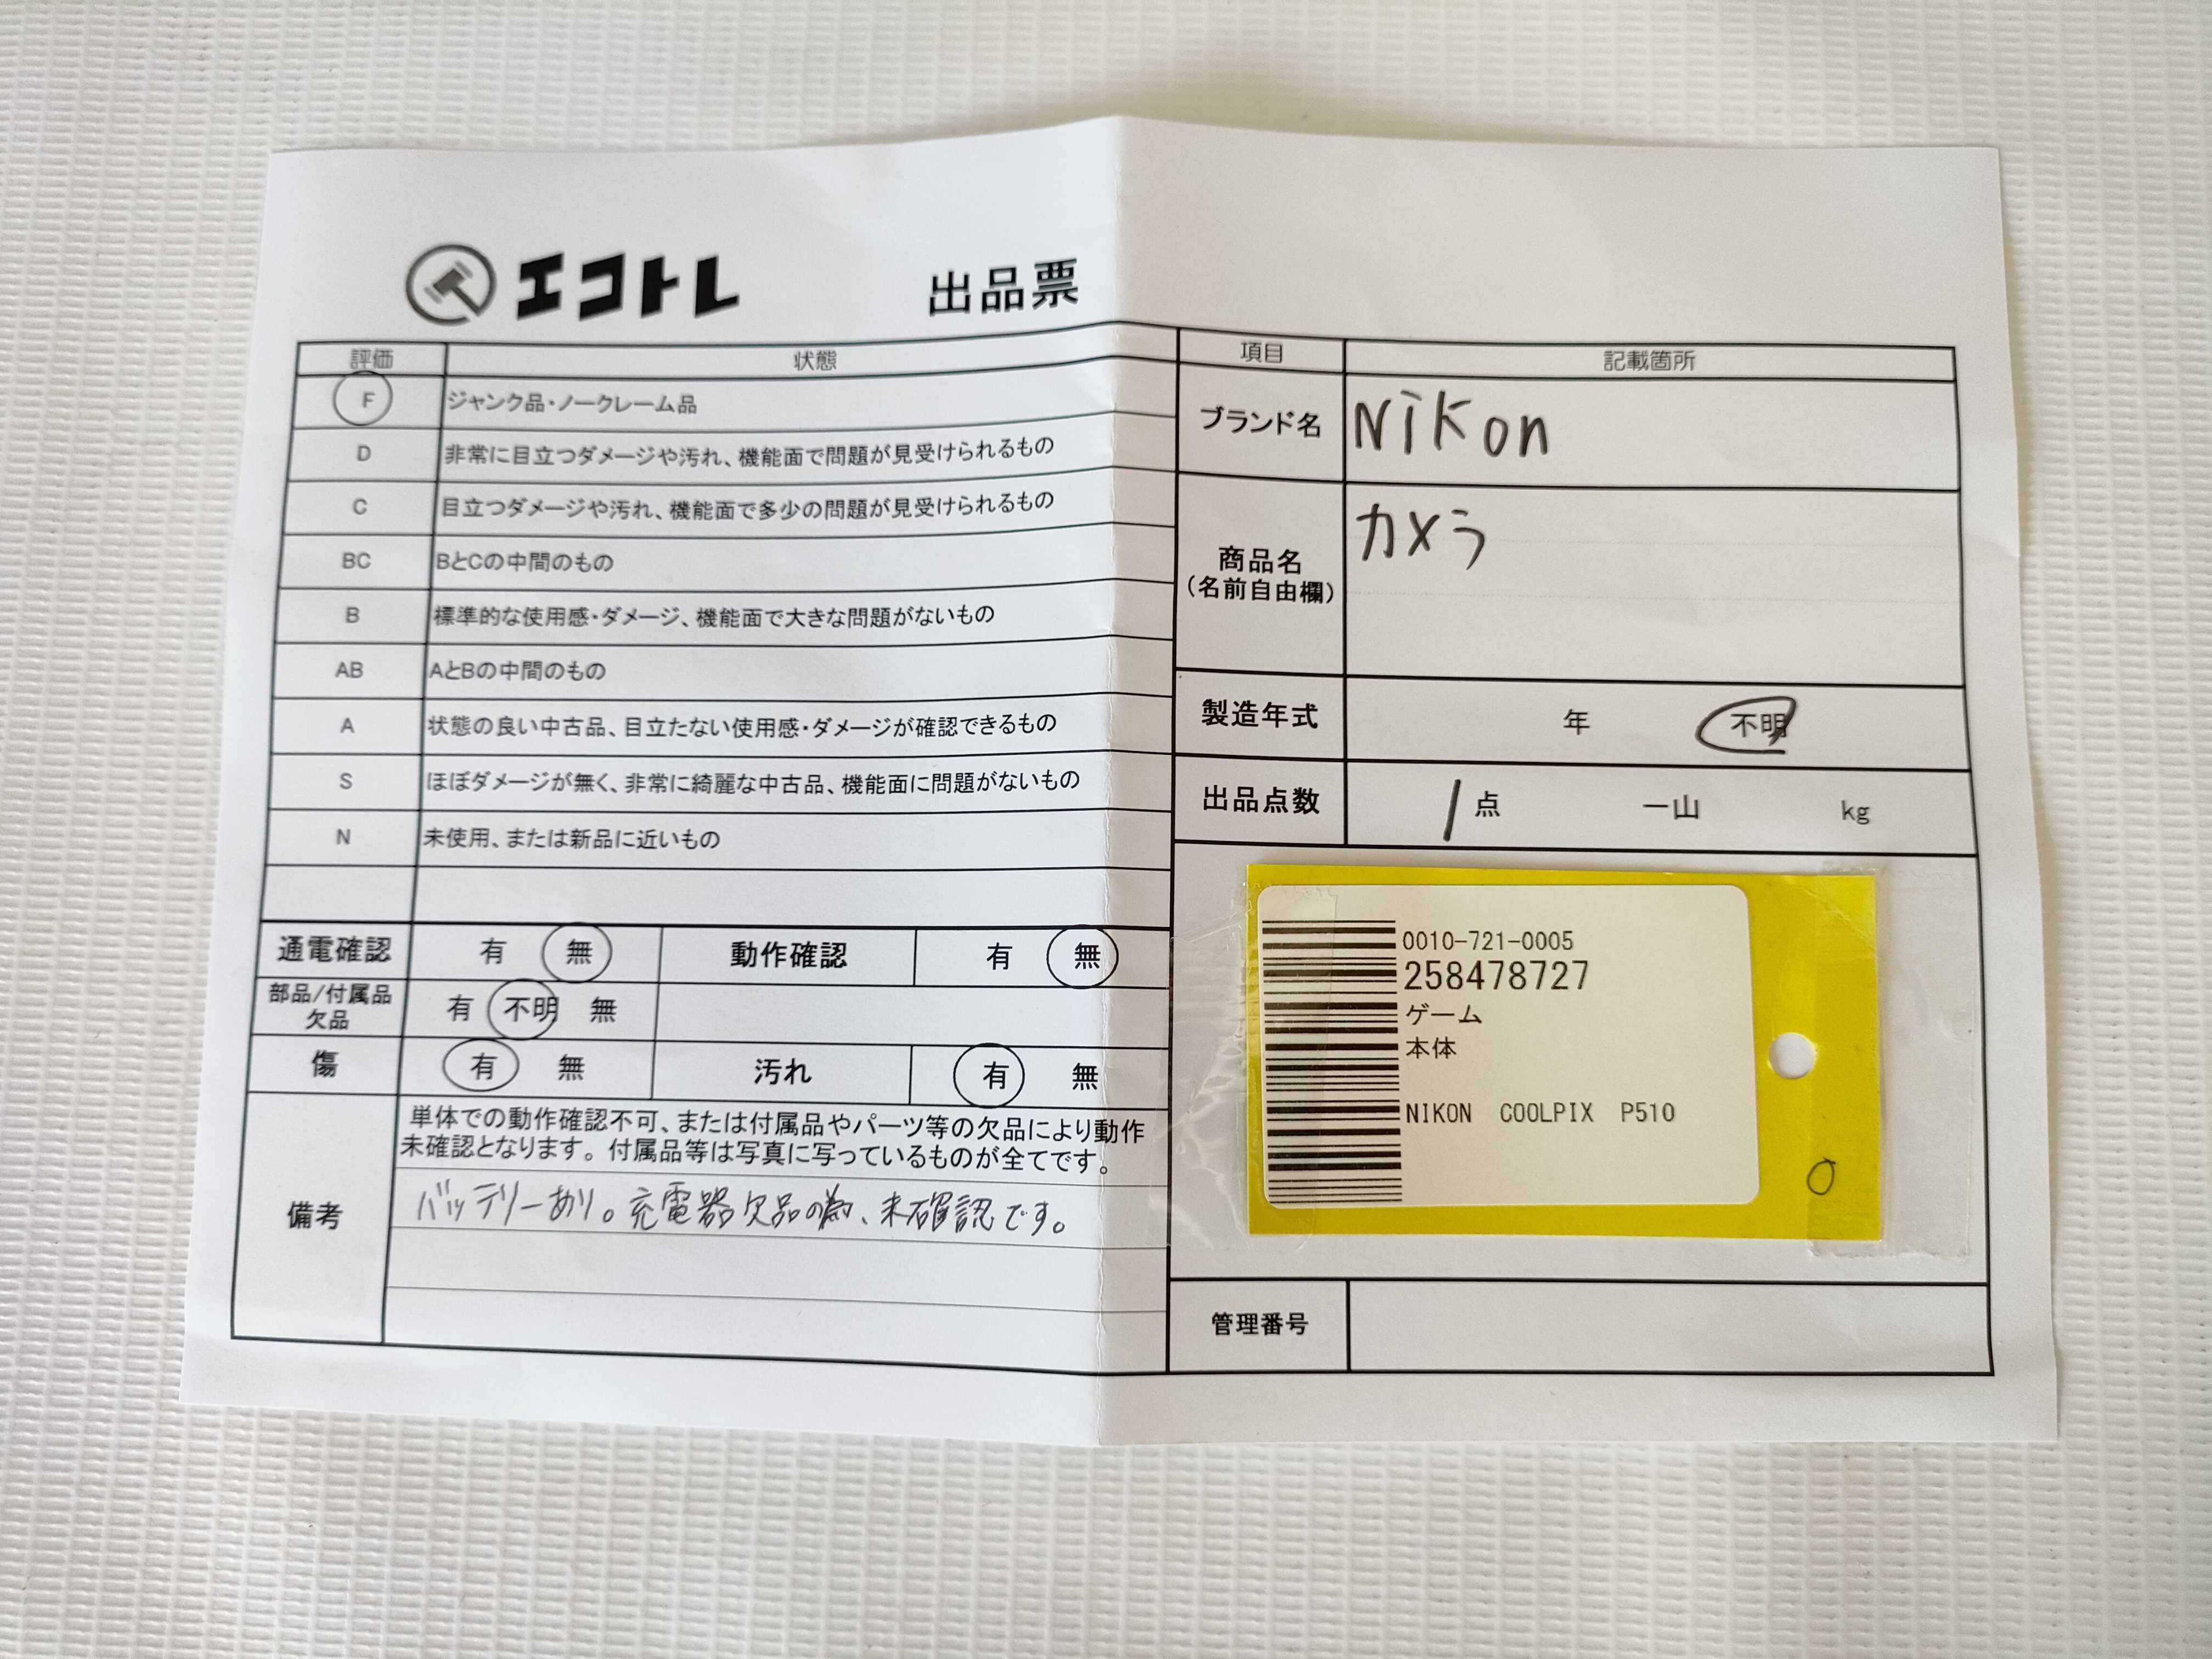 エコトレ 出品票
評価 状態
F ジャンク品・ノークレーム品
D 非常に目立つダメージや汚れ、機能面で問題が見受けられるもの
C 目立つダメージや汚れ、機能面で多少の問題が見受けられるもの
BC BとCの中間のもの
B 標準的な使用感・ダメージ、機能面で大きな問題がないもの
AB AとBの中間のもの
A 状態の良い中古品、目立たない使用感・ダメージが確認できるもの
S ほぼダメージが無く、非常に綺麗な中古品、機能面に問題がないもの
N 未使用、または新品に近いもの
通電確認 有 無 動作確認 有 無
部品/付属品
欠品 有 不明 無
傷 有 無 汚れ 有 無
備考
単体での動作確認不可、または付属品やパーツ等の欠品により動作
未確認となります。付属品等は写真に写っているものが全てです。
バッテリーあり。充電器欠品の為、未確認です。
項目 記載箇所
ブランド名 Nikon
商品名
(名前自由欄) カメラ
製造年式 年 不明
出品点数 1点 一山 kg
0010-721-0005
258478727
ゲーム
本体
NIKON COOLPIX P510
管理番号